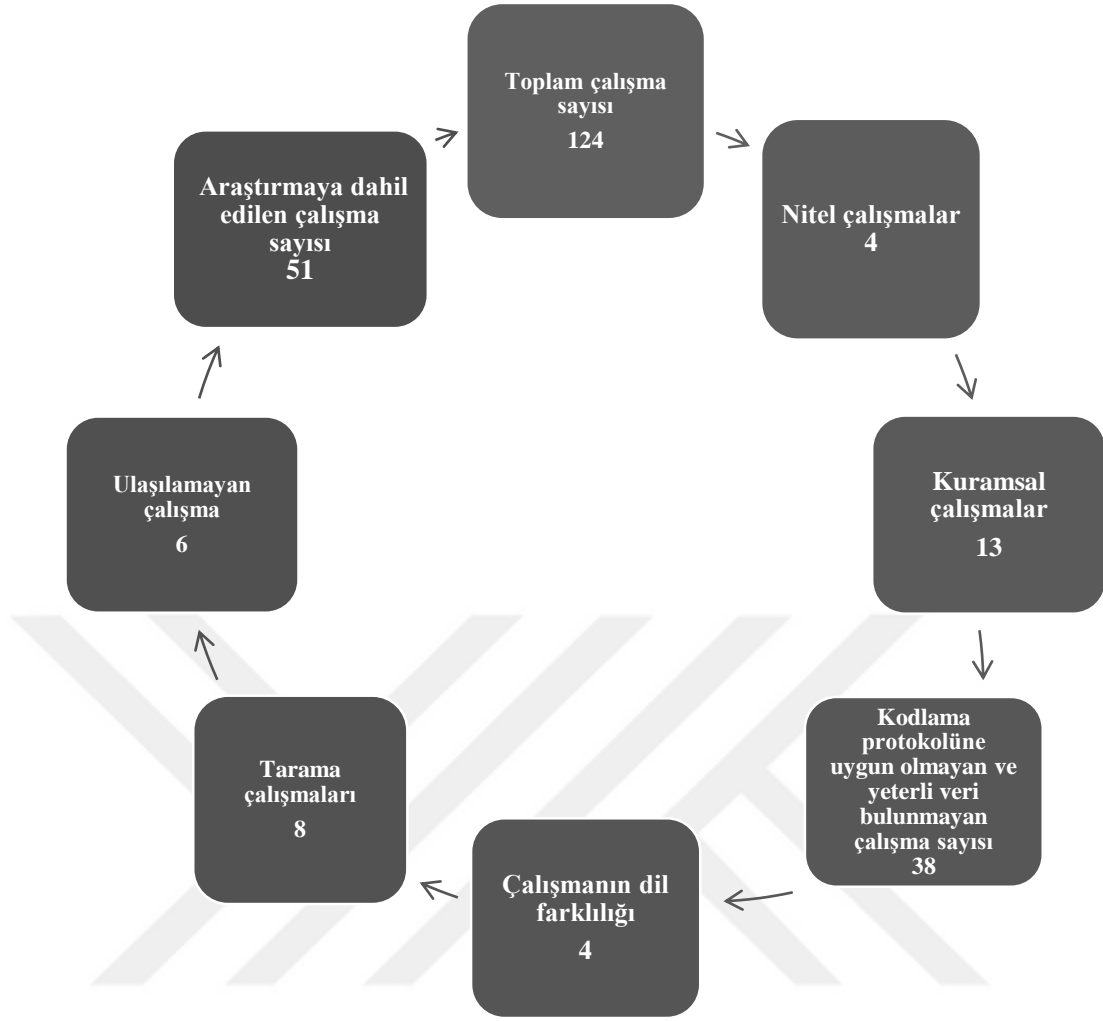 Toplam çalışma
sayısı
124
Nitel çalışmalar
4
Kuramsal
çalışmalar
13
Kodlama
protokolüne
uygun olmayan ve
yeterli veri
bulunmayan
çalışma sayısı
38
Çalışmanın dil
farklılığı
4
Tarama
çalışmaları
8
Ulaşılamayan
çalışma
6
Araştırmaya dahil
edilen çalışma
sayısı
51